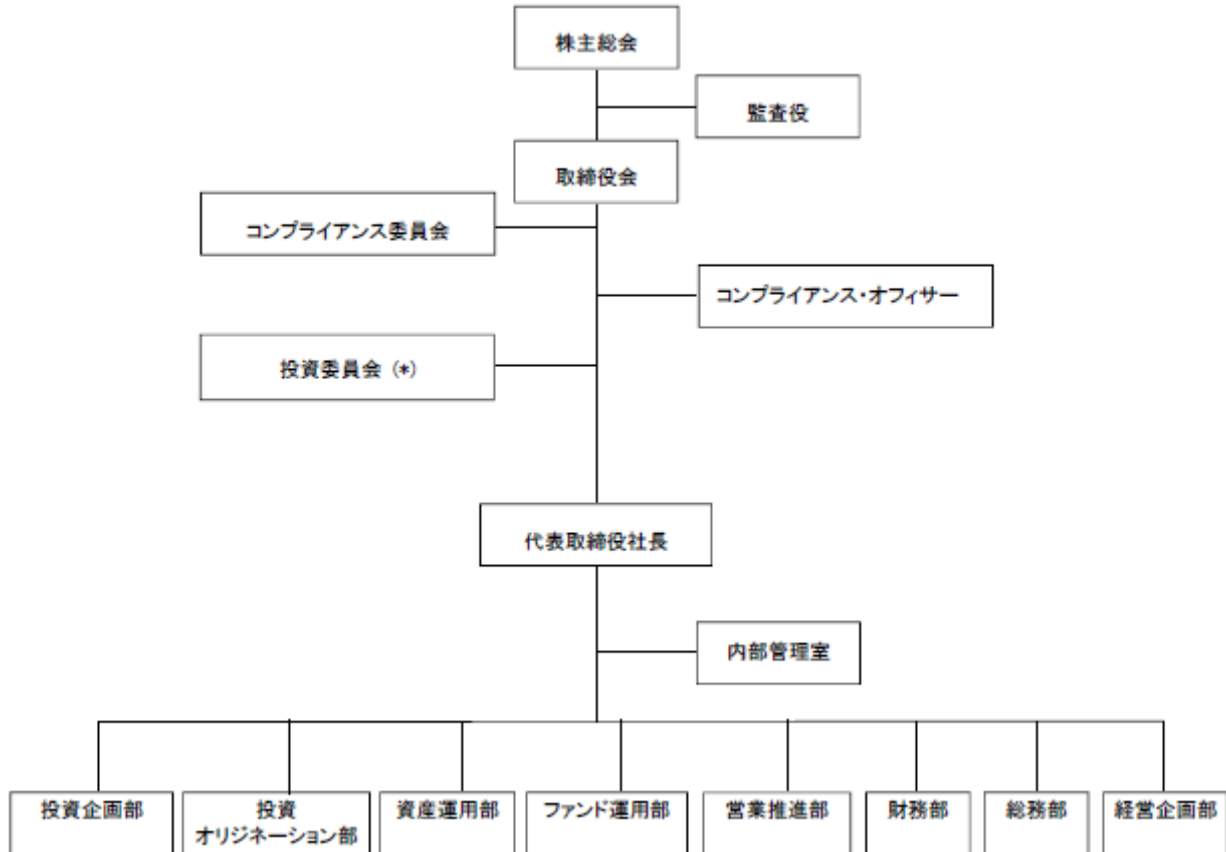 株主総会
監査役
取締役会
コンプライアンス委員会
コンプライアンス・オフィサー
投資委員会 (*)
代表取締役社長
内部管理室
投資企画部
投資
オリジネーション部
資産運用部
ファンド運用部
営業推進部
財務部
総務部
経営企画部